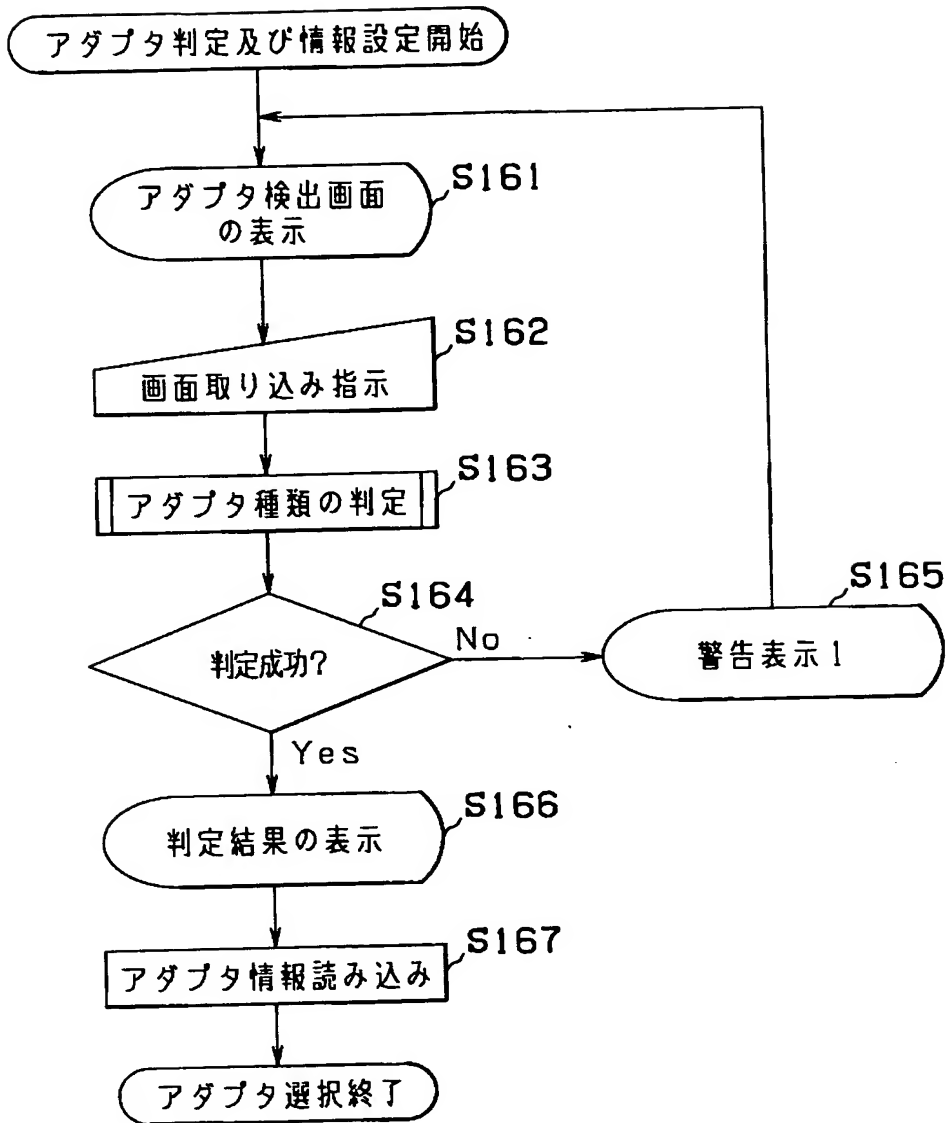 アダプタ判定及び情報設定開始
S161
アダプタ検出画面
の表示
S162
画面取り込み指示
S163
アダプタ種類の判定
S164
判定成功?
No
S165
警告表示1
Yes
S166
判定結果の表示
S167
アダプタ情報読み込み
アダプタ選択終了